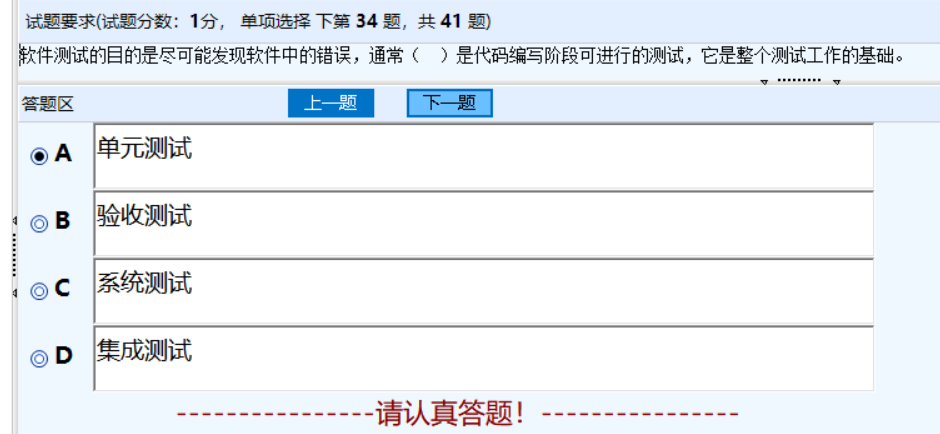 试题要求(试题分数：1分， 单项选择 下第 34 题，共 41 题)
软件测试的目的是尽可能发现软件中的错误，通常（　）是代码编写阶段可进行的测试，它是整个测试工作的基础。
答题区 上一题 下一题
A 单元测试
B 验收测试
C 系统测试
D 集成测试
----------------请认真答题！----------------